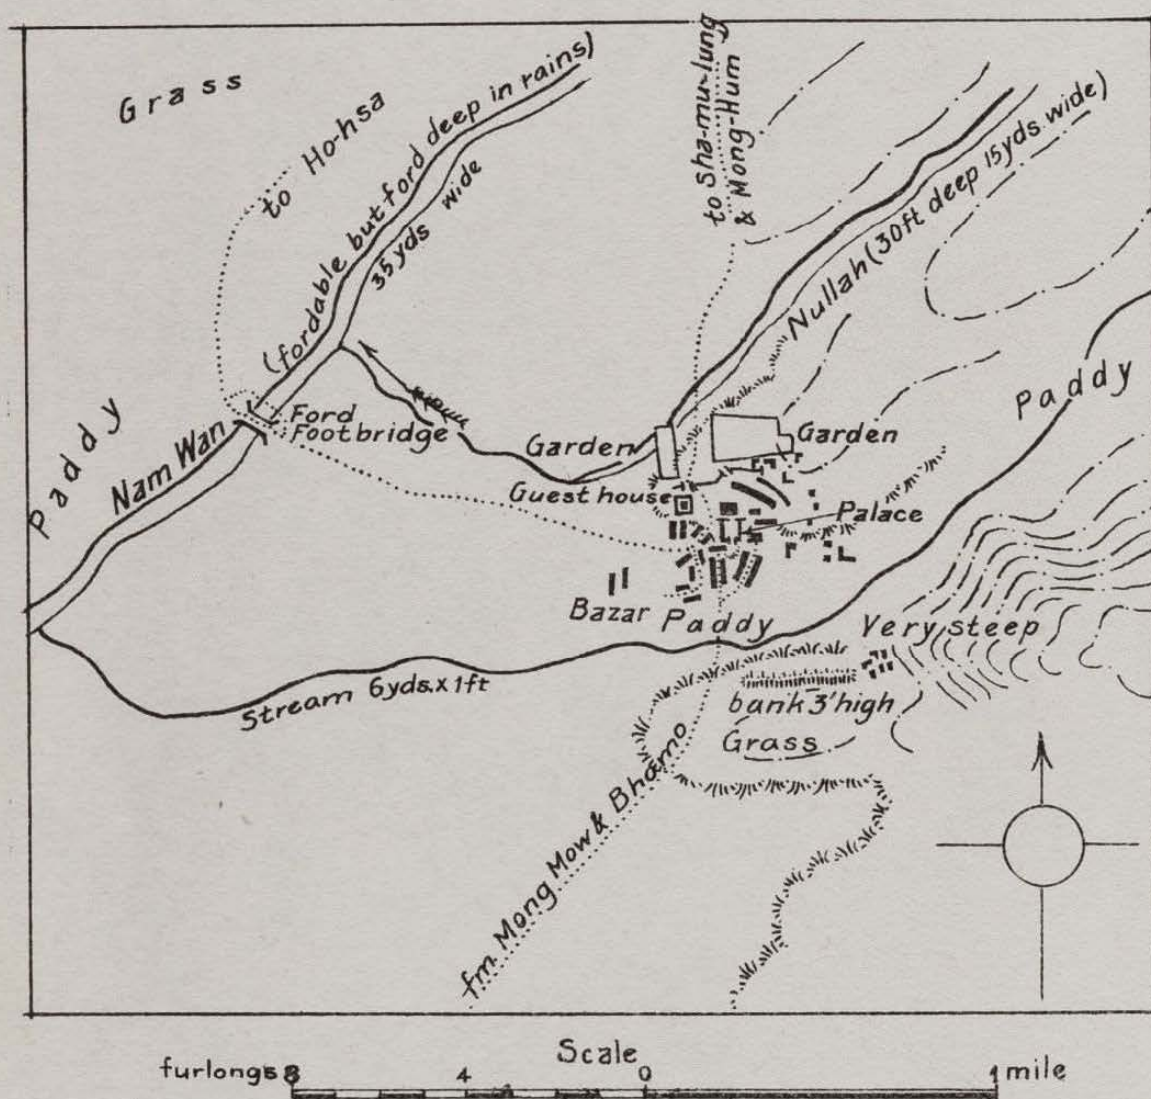 Grass
to Ho-hsa
(fordable but ford deep in rains)
35yds wide
to Sha-mu-lung
& Mong-Hum
Nullah (30ft deep 15yds. wide)
Paddy
Nam Wan
Ford
Footbridge
Garden
Garden
Guest house
Palace
Paddy
Bazar
Paddy
Very steep
Stream 6yds. x 1ft
bank 3' high
Grass
fm. Mong Mow & Bhamo
Scale
furlongs 8 4 0 1 mile